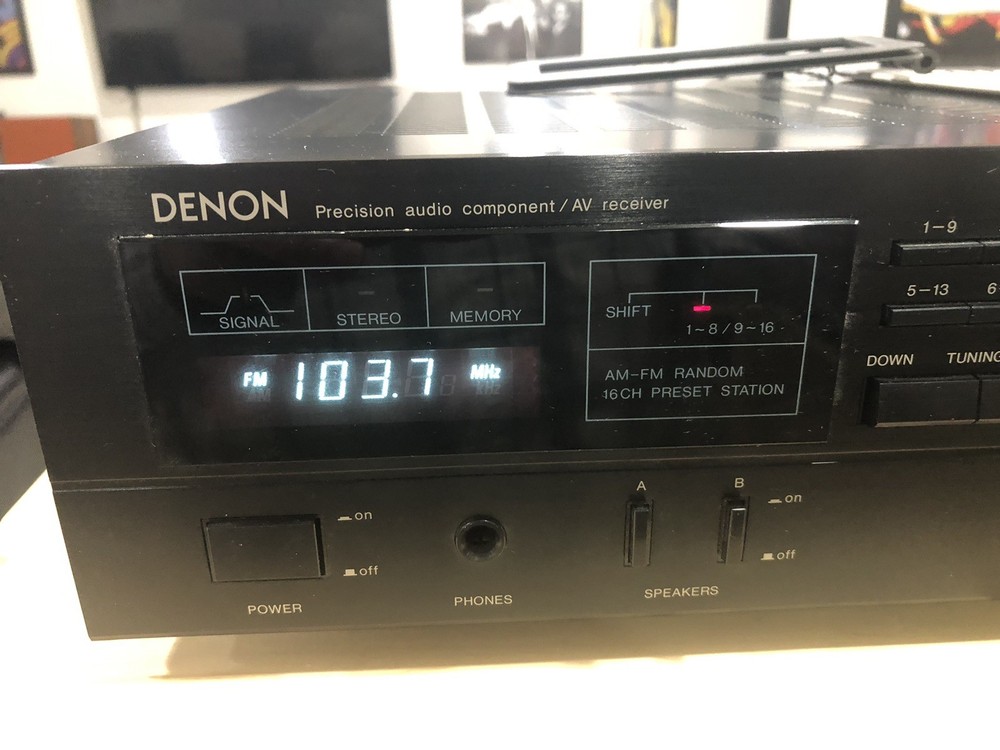 DENON Precision audio component / AV receiver
1-9
SIGNAL STEREO MEMORY
SHIFT
1~8 / 9~16
5-13 6-
FM 103.7 MHz
AM-FM RANDOM
16CH PRESET STATION
DOWN TUNING
A B
on
off
POWER
PHONES
SPEAKERS
on
off